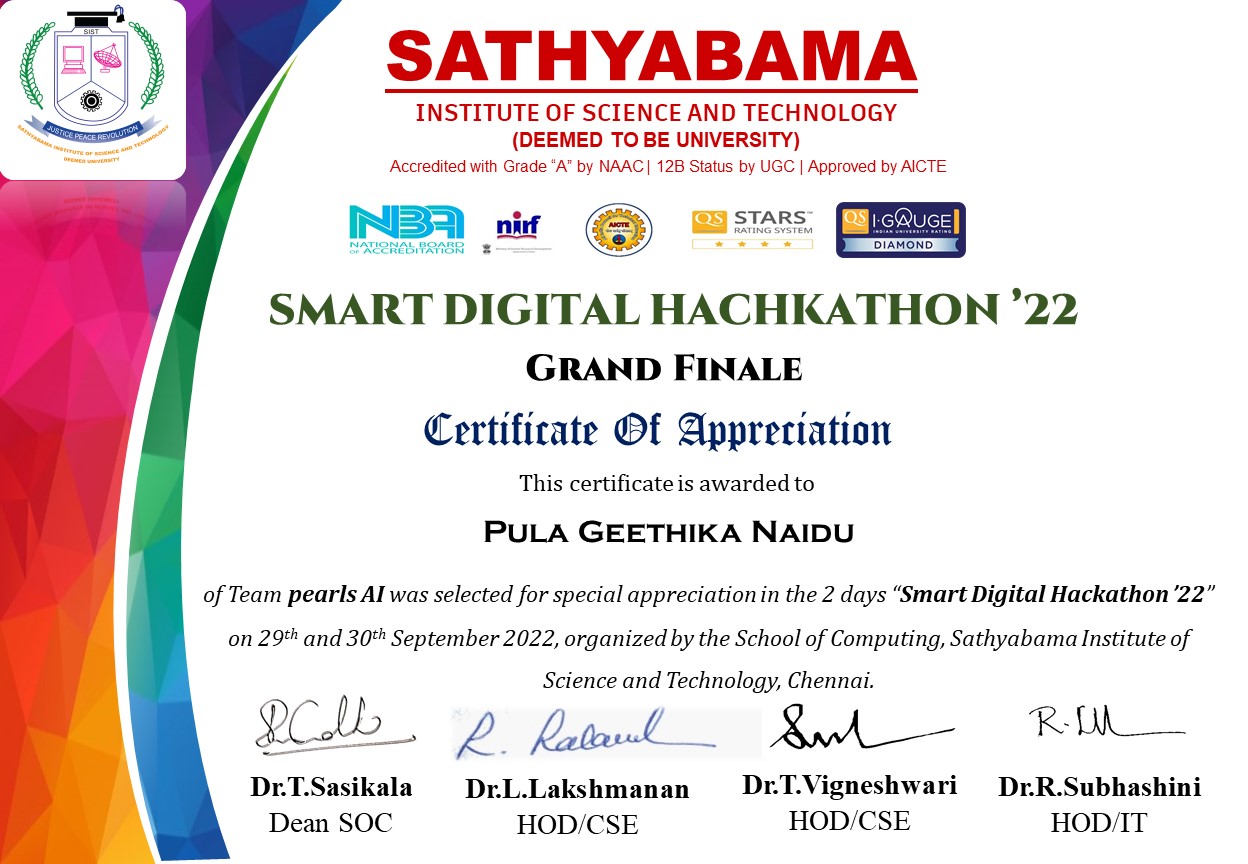 SIST
JUSTICE PEACE REVOLUTION
SATHYABAMA INSTITUTE OF SCIENCE AND TECHNOLOGY
DEEMED UNIVERSITY
SATHYABAMA
INSTITUTE OF SCIENCE AND TECHNOLOGY
(DEEMED TO BE UNIVERSITY)
Accredited with Grade “A” by NAAC| 12B Status by UGC | Approved by AICTE
NBA
NATIONAL BOARD
OF ACCREDITATION
nirf
AICTE
QS STARS™
RATING SYSTEM
QS I·GAUGE
INDIAN UNIVERSITY RATING
DIAMOND
SMART DIGITAL HACHKATHON ’22
GRAND FINALE
Certificate Of Appreciation
This certificate is awarded to
PULA GEETHIKA NAIDU
of Team pearls AI was selected for special appreciation in the 2 days “Smart Digital Hackathon ’22”
on 29th and 30th September 2022, organized by the School of Computing, Sathyabama Institute of
Science and Technology, Chennai.
Dr.T.Sasikala Dr.L.Lakshmanan Dr.T.Vigneshwari Dr.R.Subhashini
Dean SOC HOD/CSE HOD/CSE HOD/IT